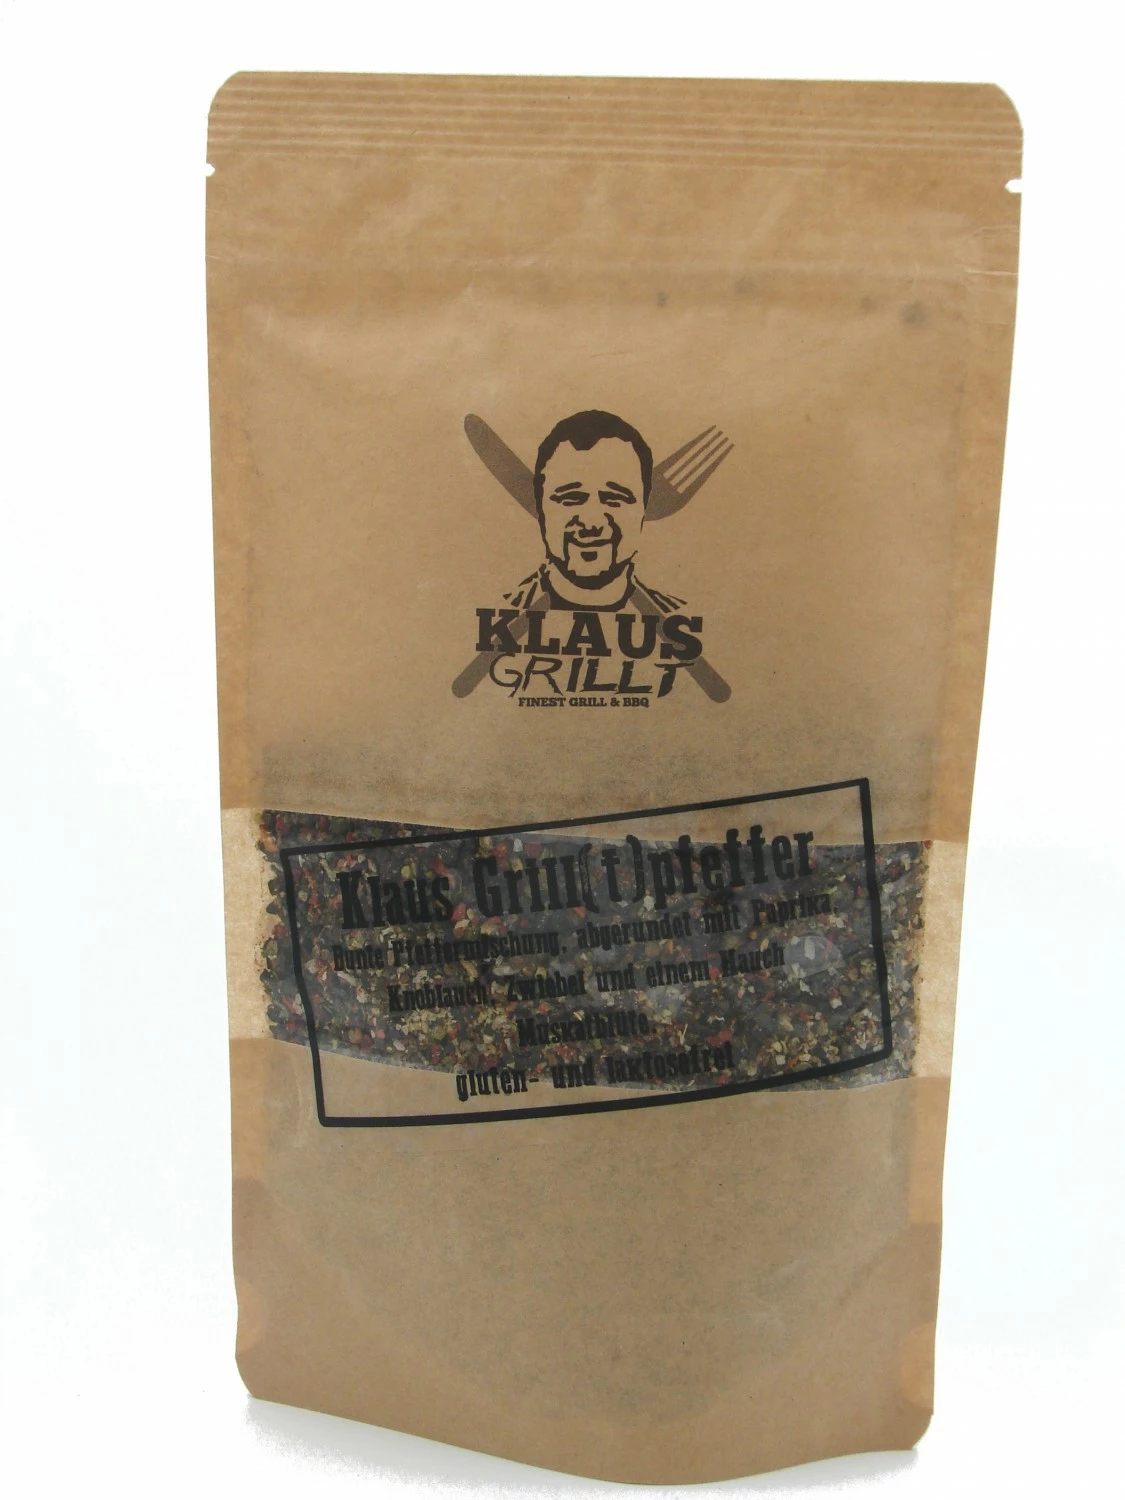 KLAUS
GRILLT
FINEST GRILL & BBQ
Klaus Grill(t)pfeffer
Bunte Pfeffermischung, abgerundet mit Paprika,
Knoblauch, Zwiebel und einem Hauch
Muskatblüte.
gluten- und laktosefrei